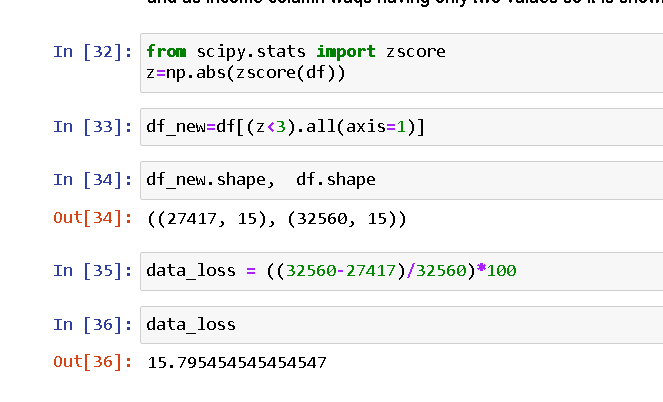 and as income column waqs having only two values so it is show
In [32]: from scipy.stats import zscore
z=np.abs(zscore(df))
In [33]: df_new=df[(z<3).all(axis=1)]
In [34]: df_new.shape,  df.shape
Out[34]: ((27417, 15), (32560, 15))
In [35]: data_loss = ((32560-27417)/32560)*100
In [36]: data_loss
Out[36]: 15.795454545454547